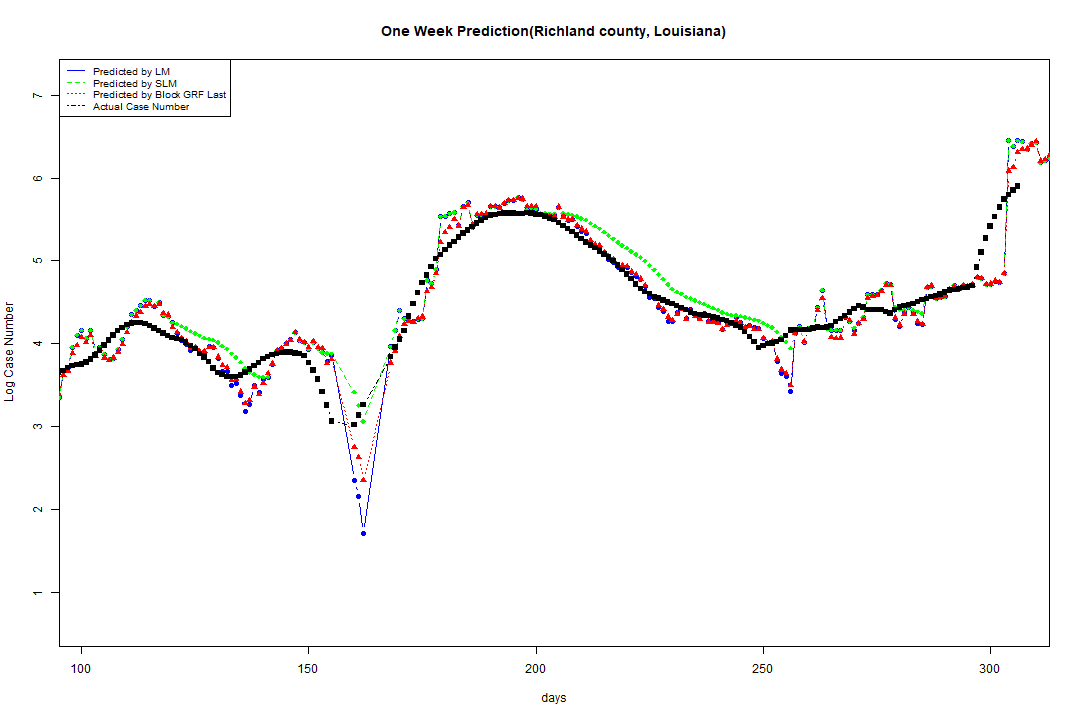 One Week Prediction(Richland county, Louisiana)
Predicted by LM
Predicted by SLM
Predicted by Block GRF Last
Actual Case Number
7
6
5
4
3
2
1
Log Case Number
100 150 200 250 300
days